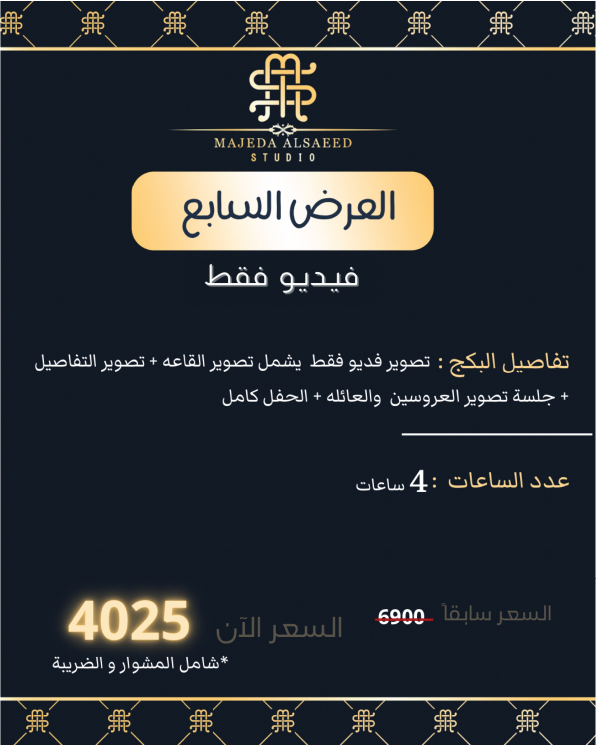 MAJEDA ALSAEED
STUDIO
العرض السابع
فيديو فقط
تفاصيل البكج : تصوير فديو فقط يشمل تصوير القاعه + تصوير التفاصيل
+ جلسة تصوير العروسين والعائله + الحفل كامل
عدد الساعات : 4 ساعات
السعر سابقاً 6900
السعر الآن 4025
*شامل المشوار و الضريبة